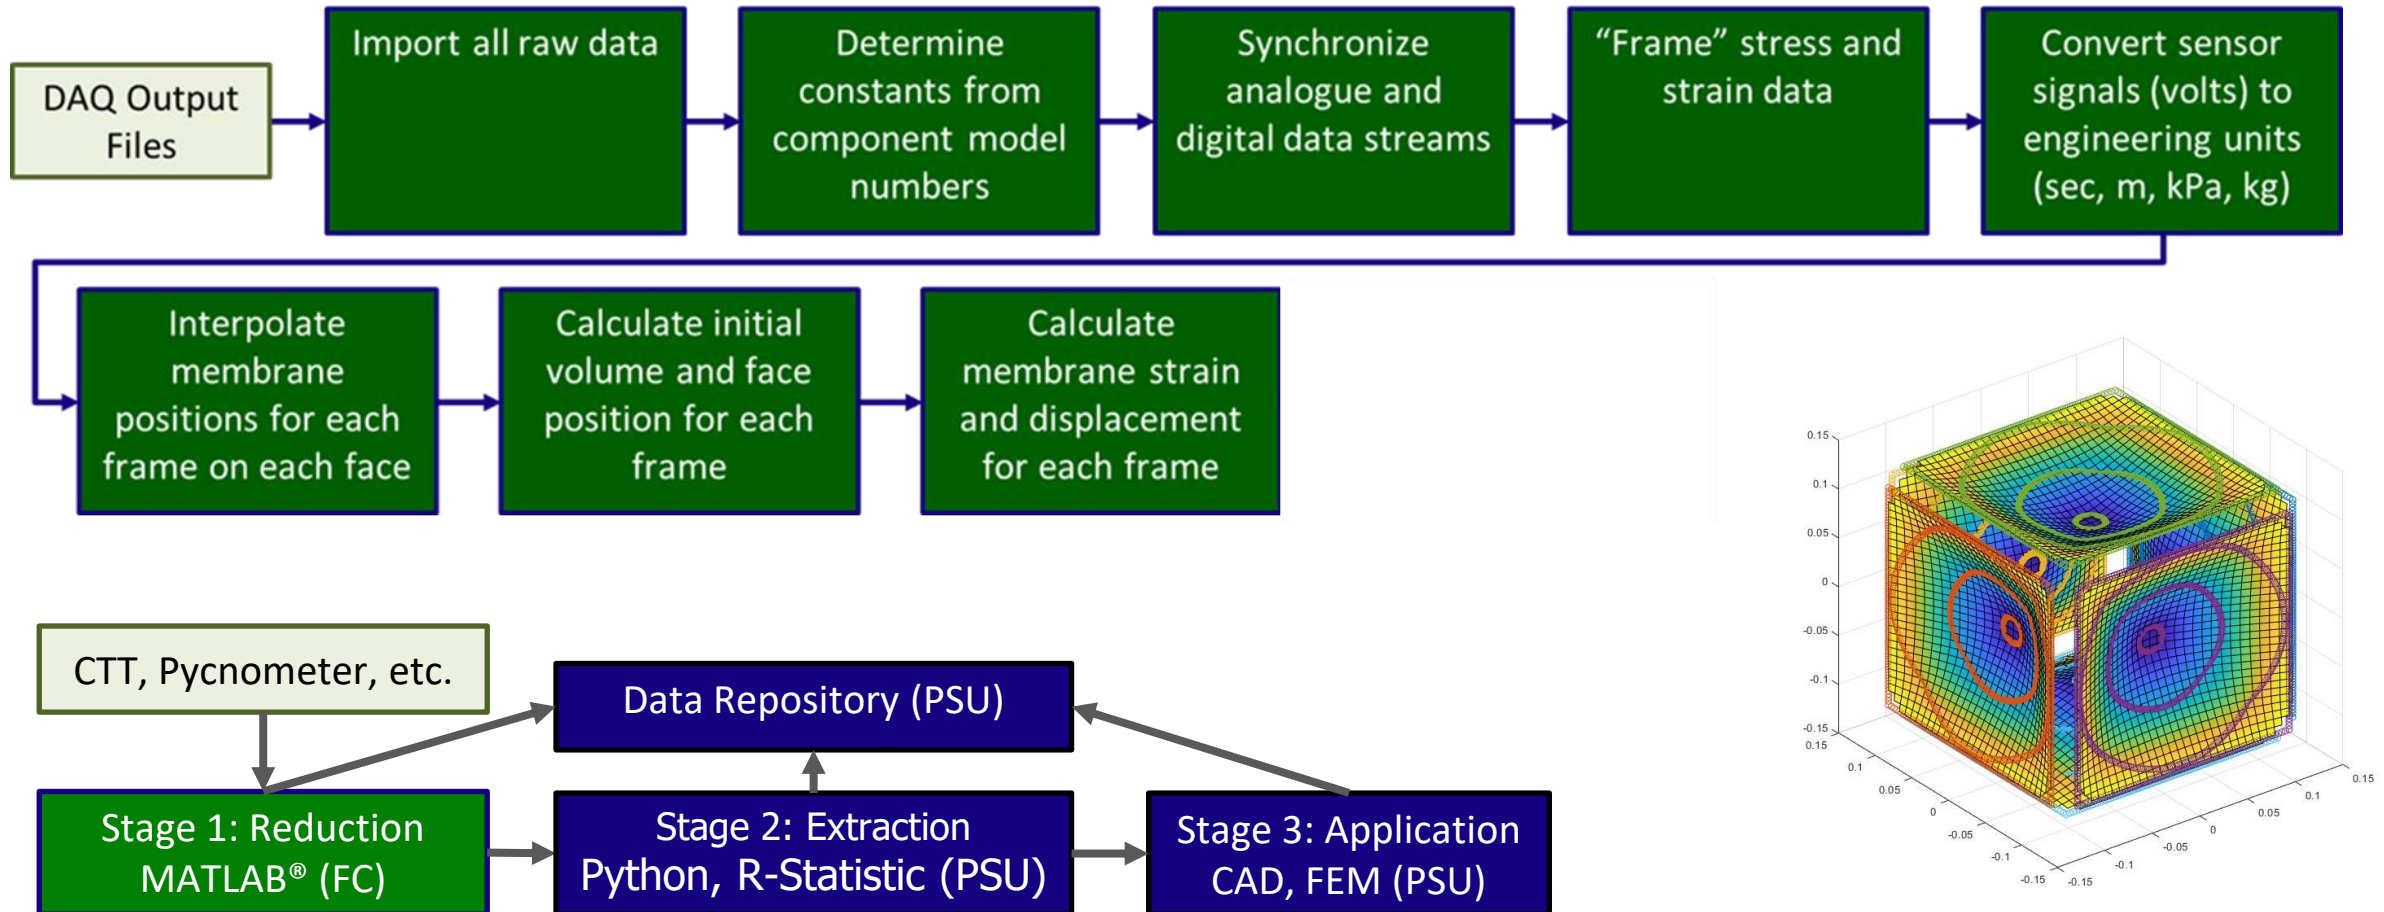 DAQ Output
Files
Import all raw data
Determine
constants from
component model
numbers
Synchronize
analogue and
digital data streams
“Frame” stress and
strain data
Convert sensor
signals (volts) to
engineering units
(sec, m, kPa, kg)
Interpolate
membrane
positions for each
frame on each face
Calculate initial
volume and face
position for each
frame
Calculate
membrane strain
and displacement
for each frame
0.15
0.1
0.05
0
-0.05
-0.1
-0.15
0.15
0.1
0.05
0
-0.05
-0.1
-0.15
-0.15
-0.1
-0.05
0
0.05
0.1
0.15
CTT, Pycnometer, etc.
Data Repository (PSU)
Stage 1: Reduction
MATLAB® (FC)
Stage 2: Extraction
Python, R-Statistic (PSU)
Stage 3: Application
CAD, FEM (PSU)